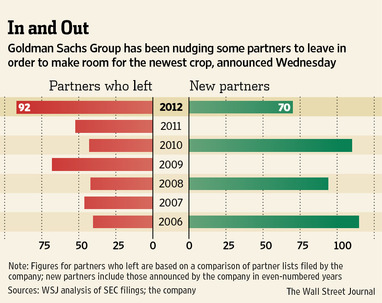 In and Out
Goldman Sachs Group has been nudging some partners to leave in
order to make room for the newest crop, announced Wednesday
Partners who left New partners
92 2012 70
2011
2010
2009
2008
2007
2006
75 50 25 0 0 25 50 75 100
Note: Figures for partners who left are based on a comparison of partner lists filed by the
company; new partners include those announced by the company in even-numbered years
Sources: WSJ analysis of SEC filings; the company The Wall Street Journal